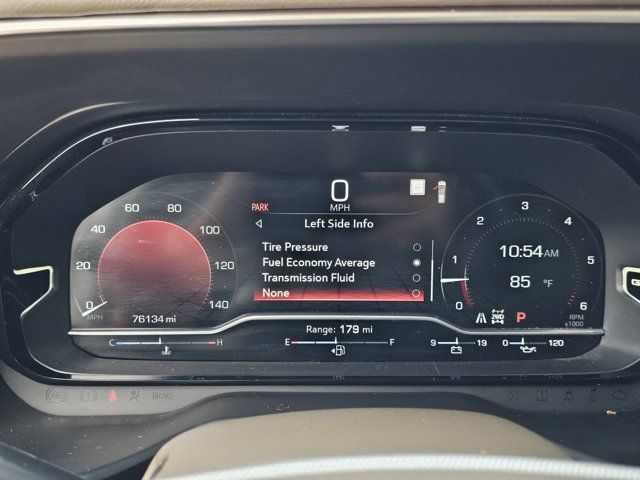 0
MPH
PARK
Left Side Info
Tire Pressure
Fuel Economy Average
Transmission Fluid
None
0 20 40 60 80 100 120 140
MPH
76134 mi
0 1 2 3 4 5 6
10:54 AM
85 °F
2WD P
RPM
x1000
Range: 179 mi
C H
E F
9 19
0 120
ABS BRAKE